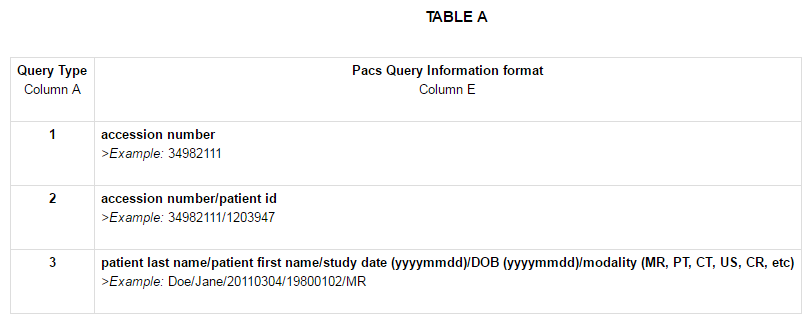 TABLE A
Query Type
Column A
Pacs Query Information format
Column E
1
accession number
>Example: 34982111
2
accession number/patient id
>Example: 34982111/1203947
3
patient last name/patient first name/study date (yyyymmdd)/DOB (yyyymmdd)/modality (MR, PT, CT, US, CR, etc)
>Example: Doe/Jane/20110304/19800102/MR